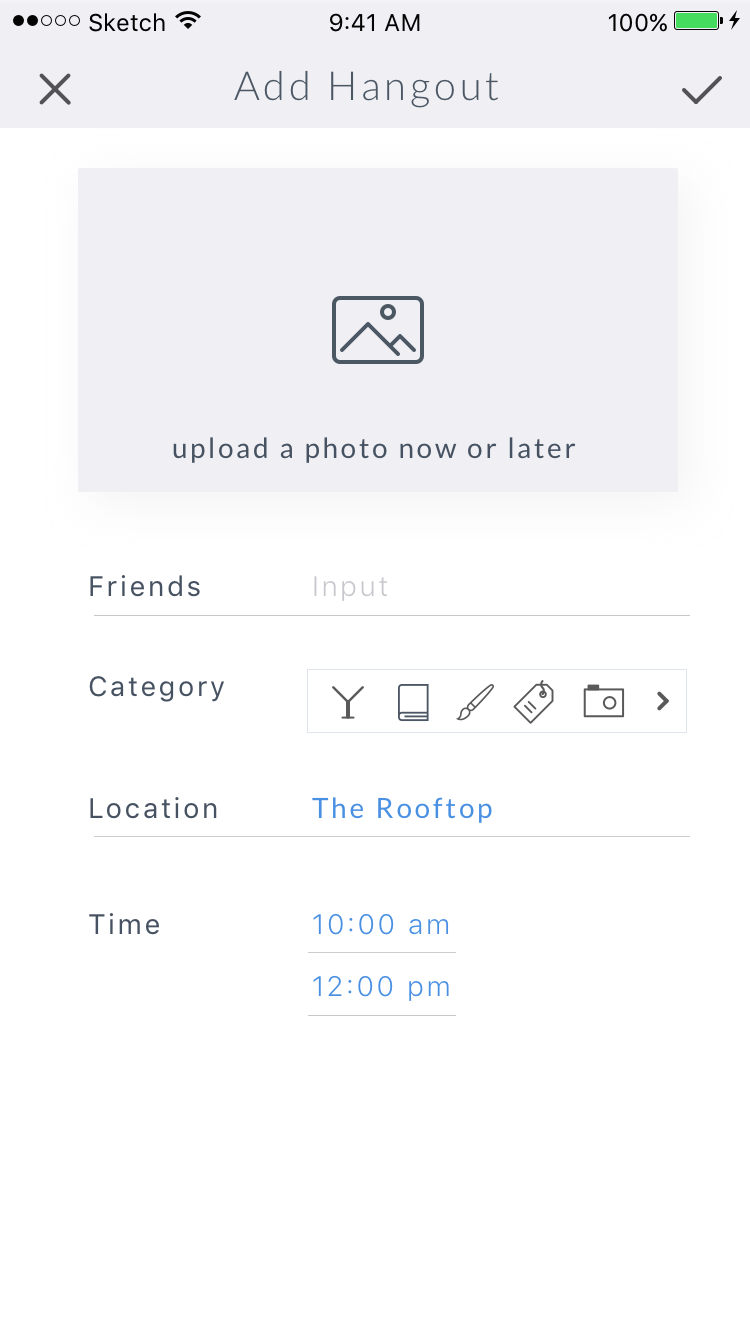 Sketch 9:41 AM 100%
Add Hangout
upload a photo now or later
Friends Input
Category
Location The Rooftop
Time 10:00 am
12:00 pm